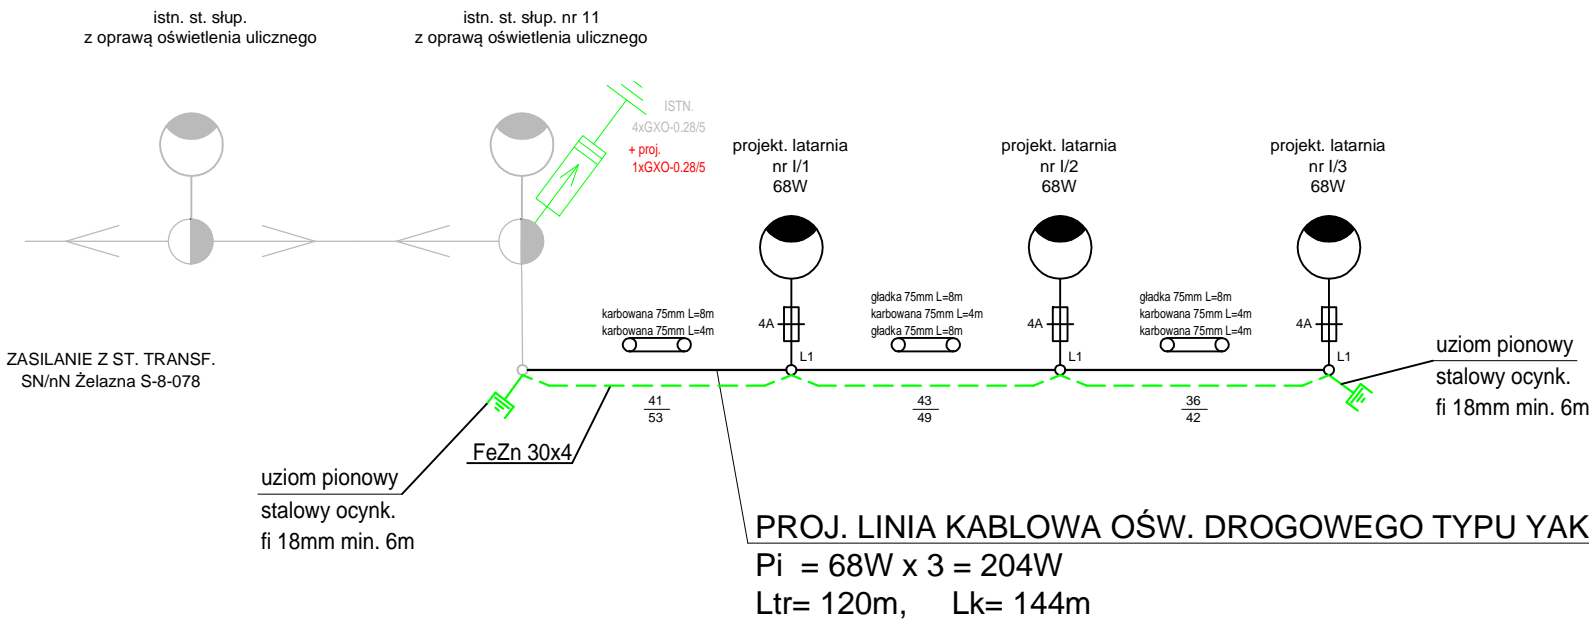 istn. st. słup.
z oprawą oświetlenia ulicznego
istn. st. słup. nr 11
z oprawą oświetlenia ulicznego
ISTN.
4xGXO-0.28/5
+ proj.
1xGXO-0.28/5
projekt. latarnia
nr I/1
68W
projekt. latarnia
nr I/2
68W
projekt. latarnia
nr I/3
68W
karbowana 75mm L=8m
karbowana 75mm L=4m
4A
L1
gładka 75mm L=8m
karbowana 75mm L=4m
gładka 75mm L=8m
4A
L1
gładka 75mm L=8m
karbowana 75mm L=4m
karbowana 75mm L=4m
4A
L1
ZASILANIE Z ST. TRANSF.
SN/nN Żelazna S-8-078
uziom pionowy
stalowy ocynk.
fi 18mm min. 6m
41
53
43
49
36
42
FeZn 30x4
uziom pionowy
stalowy ocynk.
fi 18mm min. 6m
PROJ. LINIA KABLOWA OŚW. DROGOWEGO TYPU YAK
Pi = 68W x 3 = 204W
Ltr= 120m, Lk= 144m